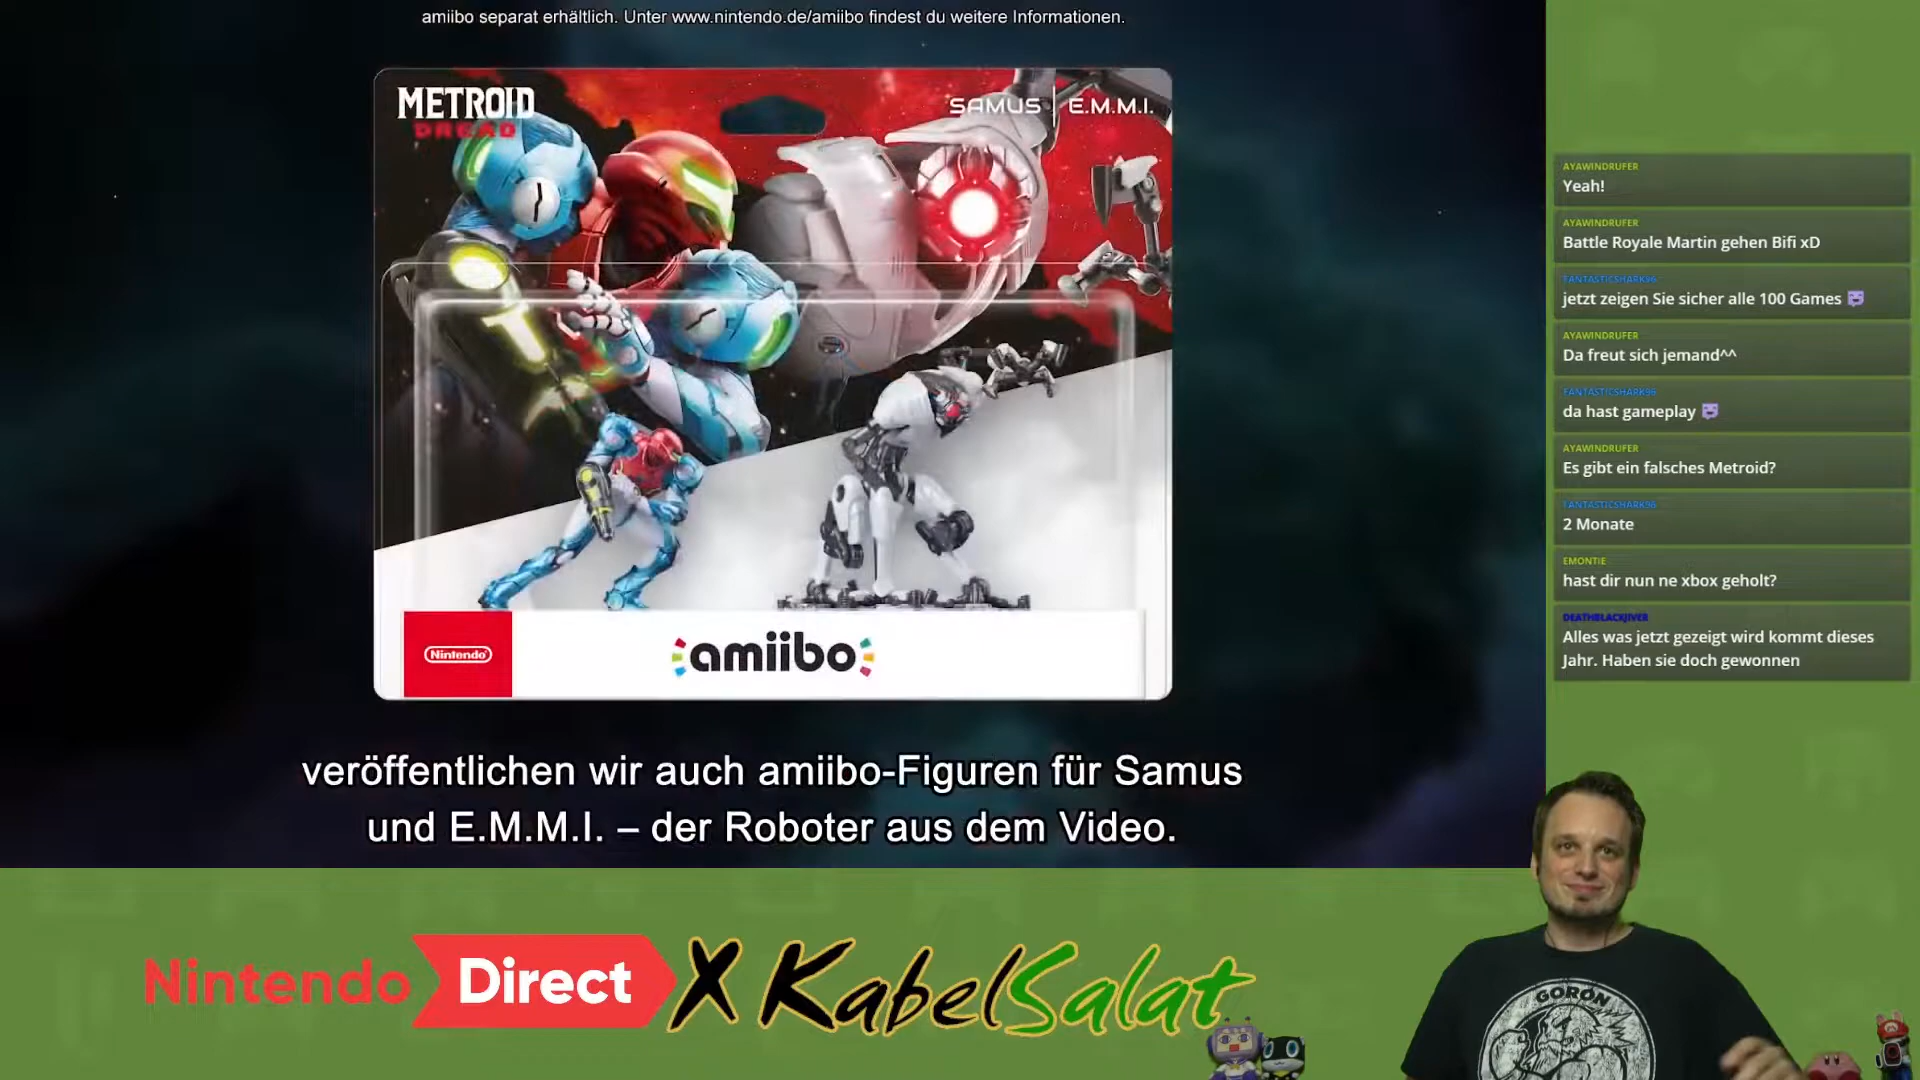 amiibo separat erhältlich. Unter www.nintendo.de/amiibo findest du weitere Informationen.
METROID
DREAD
SAMUS | E.M.M.I.
Nintendo
amiibo
veröffentlichen wir auch amiibo-Figuren für Samus
und E.M.M.I. – der Roboter aus dem Video.
AYAWINDRUFER
Yeah!
AYAWINDRUFER
Battle Royale Martin gehen Bifi xD
FANTASTICSHARK96
jetzt zeigen Sie sicher alle 100 Games
AYAWINDRUFER
Da freut sich jemand^^
FANTASTICSHARK96
da hast gameplay
AYAWINDRUFER
Es gibt ein falsches Metroid?
FANTASTICSHARK96
2 Monate
EMONTIE
hast dir nun ne xbox geholt?
DEATHBLACKJIVER
Alles was jetzt gezeigt wird kommt dieses
Jahr. Haben sie doch gewonnen
Nintendo Direct X KabelSalat
GORON